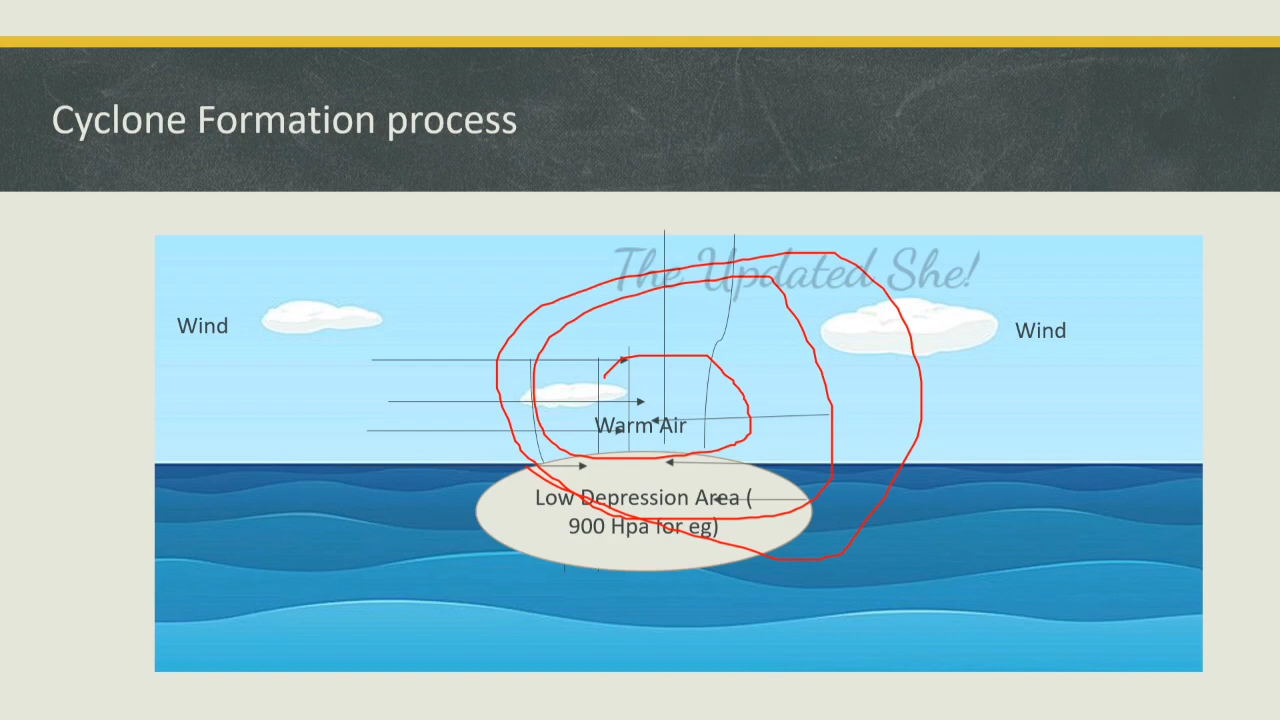 Cyclone Formation process
The Updated She!
Wind
Wind
Warm Air
Low Depression Area (
900 Hpa for eg)